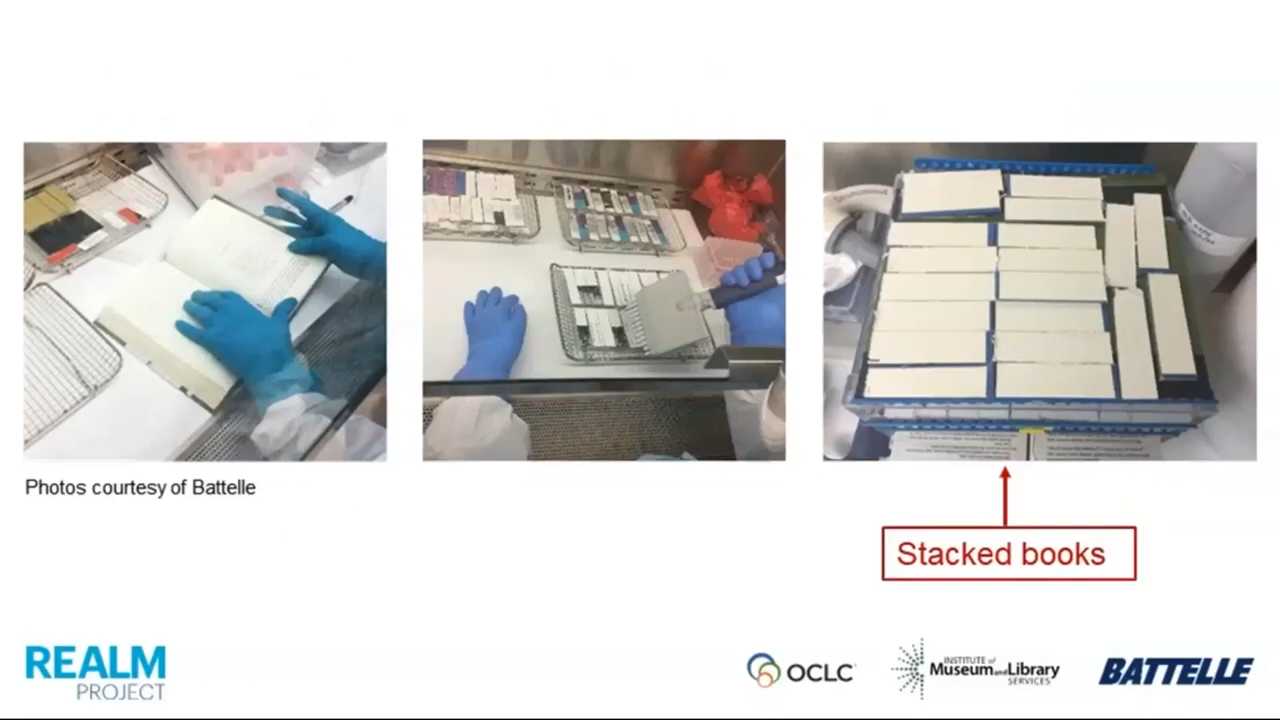 Photos courtesy of Battelle
Stacked books
REALM
PROJECT
OCLC
INSTITUTE of
Museum and Library
SERVICES
BATTELLE